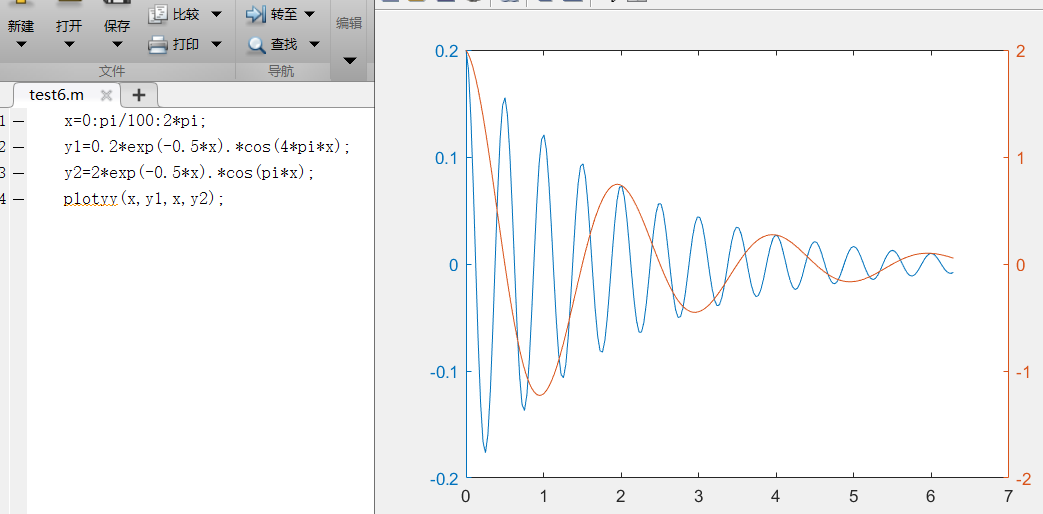 新建 打开 保存 比较 转至 编辑
打印 查找
文件 导航
test6.m
1 x=0:pi/100:2*pi;
2 y1=0.2*exp(-0.5*x).*cos(4*pi*x);
3 y2=2*exp(-0.5*x).*cos(pi*x);
4 plotyy(x,y1,x,y2);
0.2 2
0.1 1
0 0
-0.1 -1
-0.2 -2
0 1 2 3 4 5 6 7